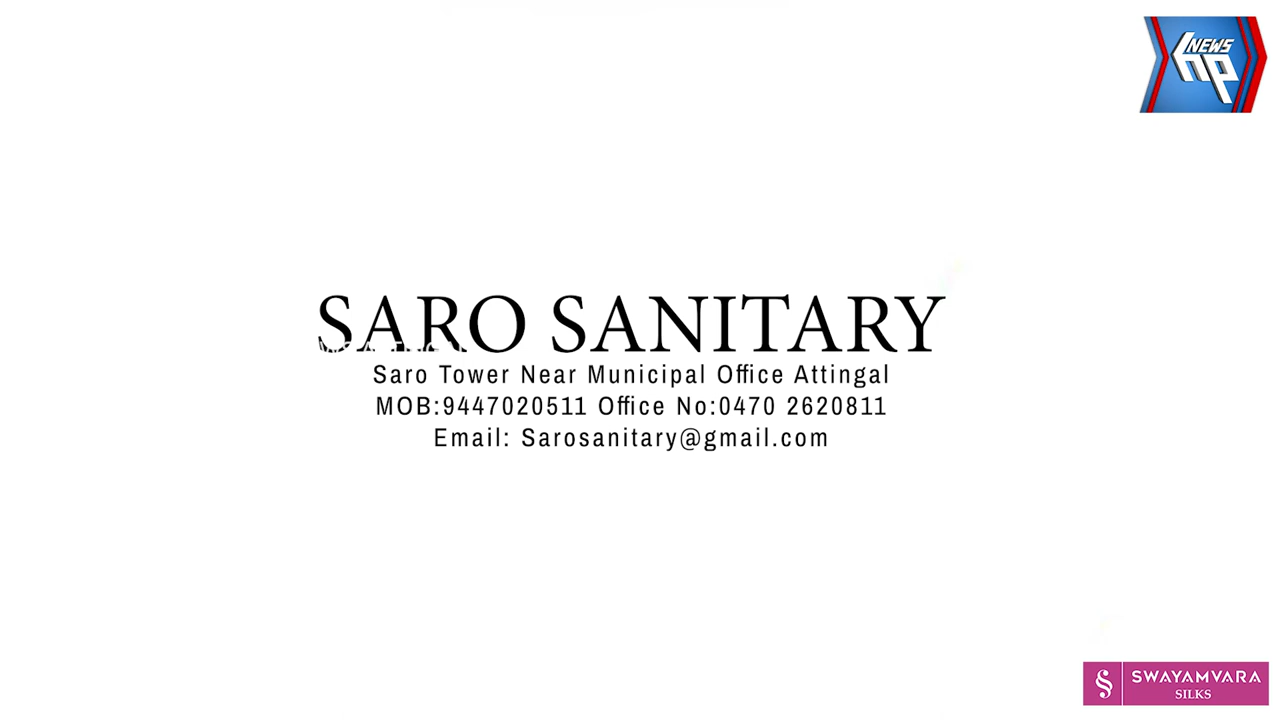 NEWS
np
SARO SANITARY
Saro Tower Near Municipal Office Attingal
MOB:9447020511 Office No:0470 2620811
Email: Sarosanitary@gmail.com
SWAYAMVARA
SILKS